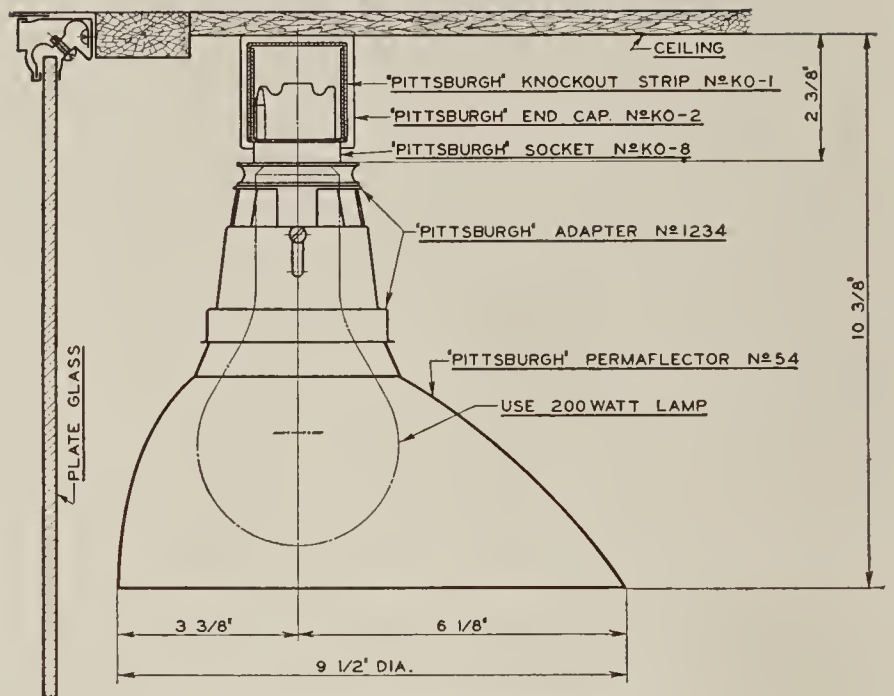 CEILING
"PITTSBURGH" KNOCKOUT STRIP Nº KO-1
"PITTSBURGH" END CAP. Nº KO-2
"PITTSBURGH" SOCKET Nº KO-8
2 3/8"
"PITTSBURGH" ADAPTER Nº 1234
10 3/8"
"PITTSBURGH" PERMAFLECTOR Nº 54
USE 200 WATT LAMP
PLATE GLASS
3 3/8"
6 1/8"
9 1/2" DIA.